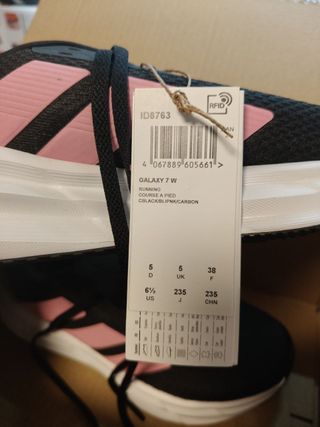 RFID
ID8763
4 067889 605661 >
GALAXY 7 W
RUNNING
COURSE A PIED
CBLACK/BLIPNK/CARBON
5 5 38
D UK F
6½ 235 235
US J CHN